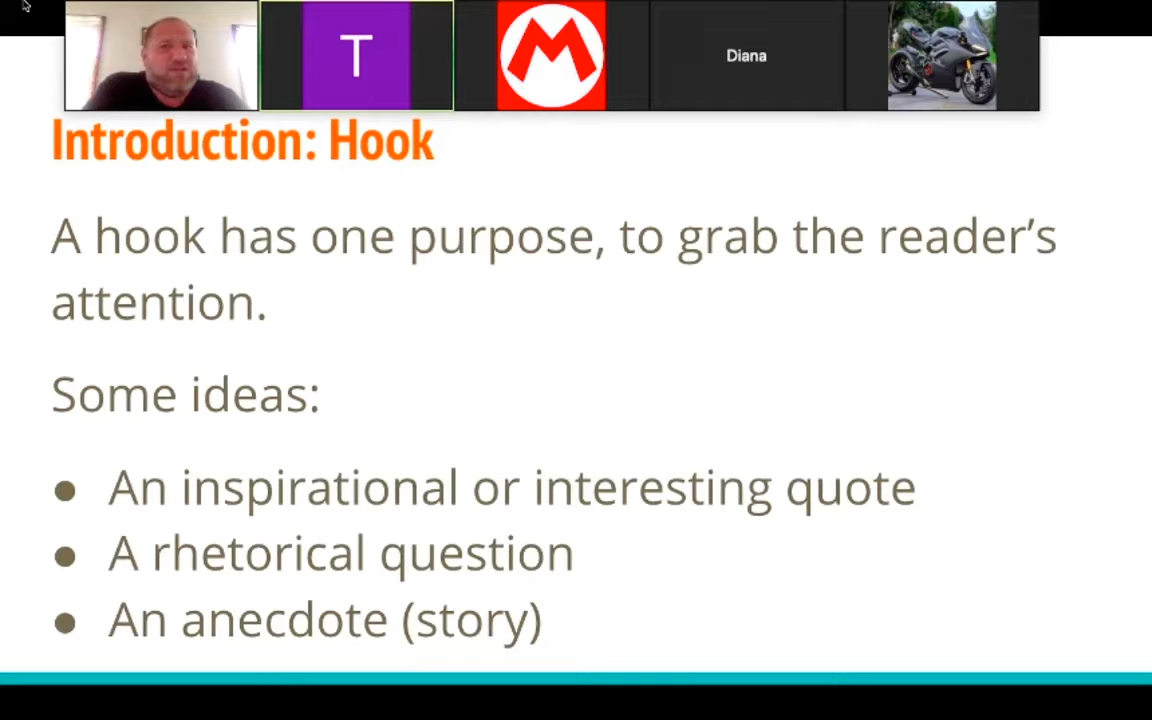 T
M
Diana
Introduction: Hook
A hook has one purpose, to grab the reader’s
attention.
Some ideas:
● An inspirational or interesting quote
● A rhetorical question
● An anecdote (story)